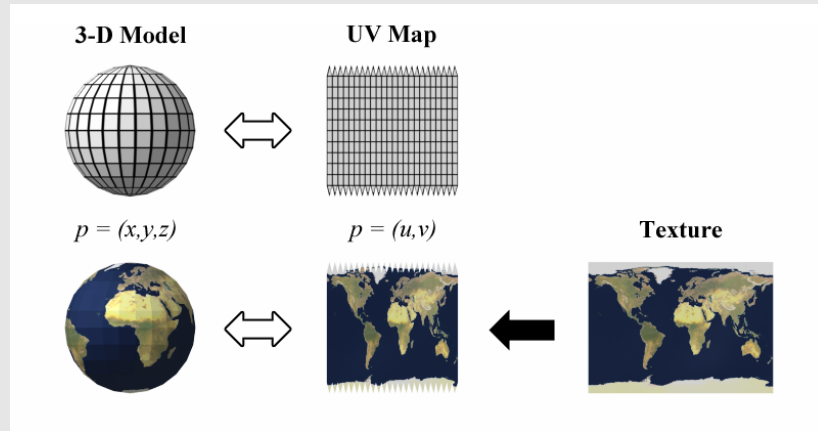 3-D Model
UV Map
p = (x,y,z)
p = (u,v)
Texture